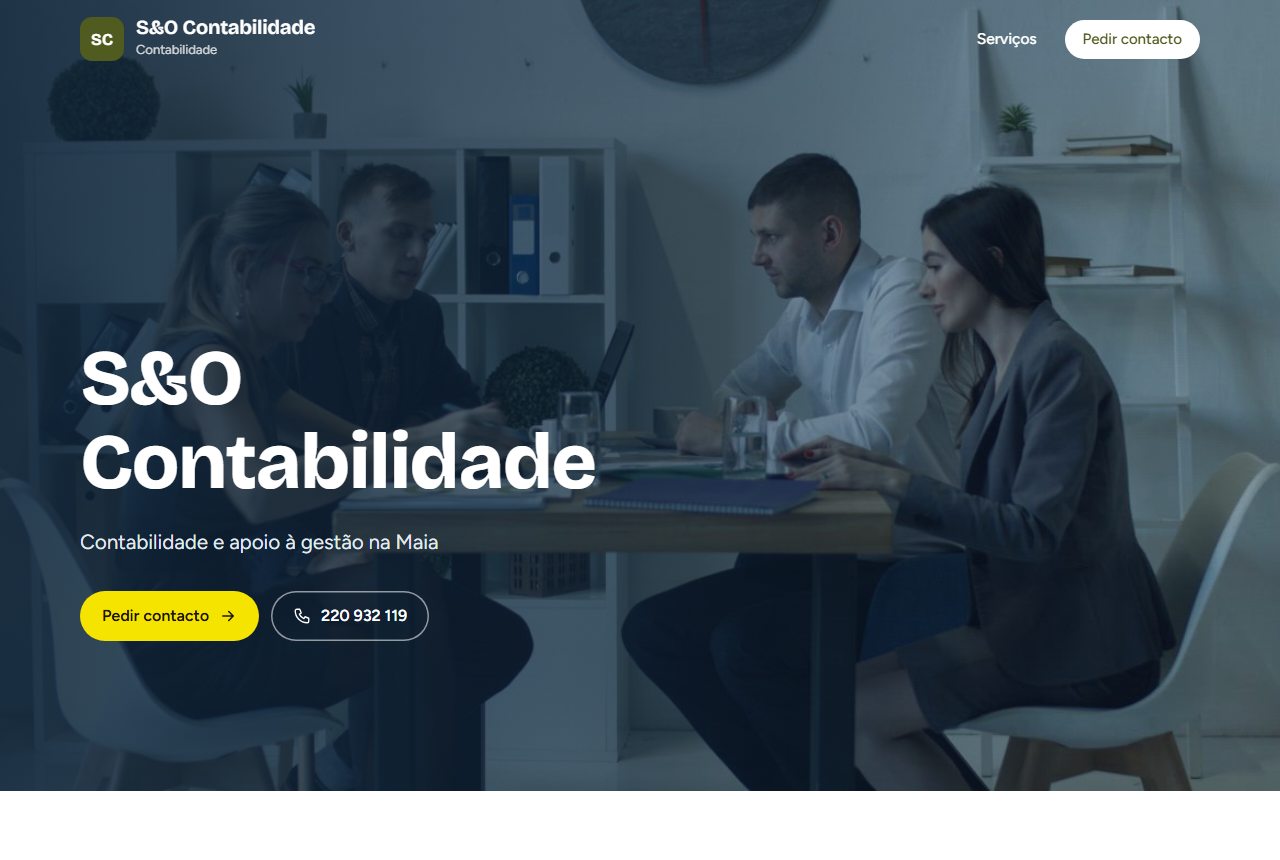 SC
S&O Contabilidade
Contabilidade
Serviços
Pedir contacto
S&O
Contabilidade
Contabilidade e apoio à gestão na Maia
Pedir contacto
220 932 119